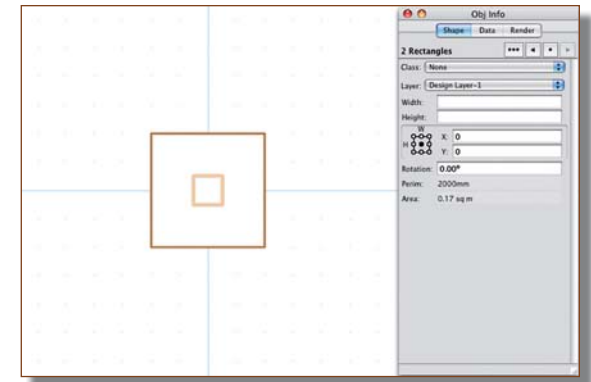 Obj Info
Shape Data Render
2 Rectangles
Class: None
Layer: Design Layer-1
Width:
Height:
W
H
X: 0
Y: 0
Rotation: 0.00°
Perim: 2000mm
Area: 0.17 sq m